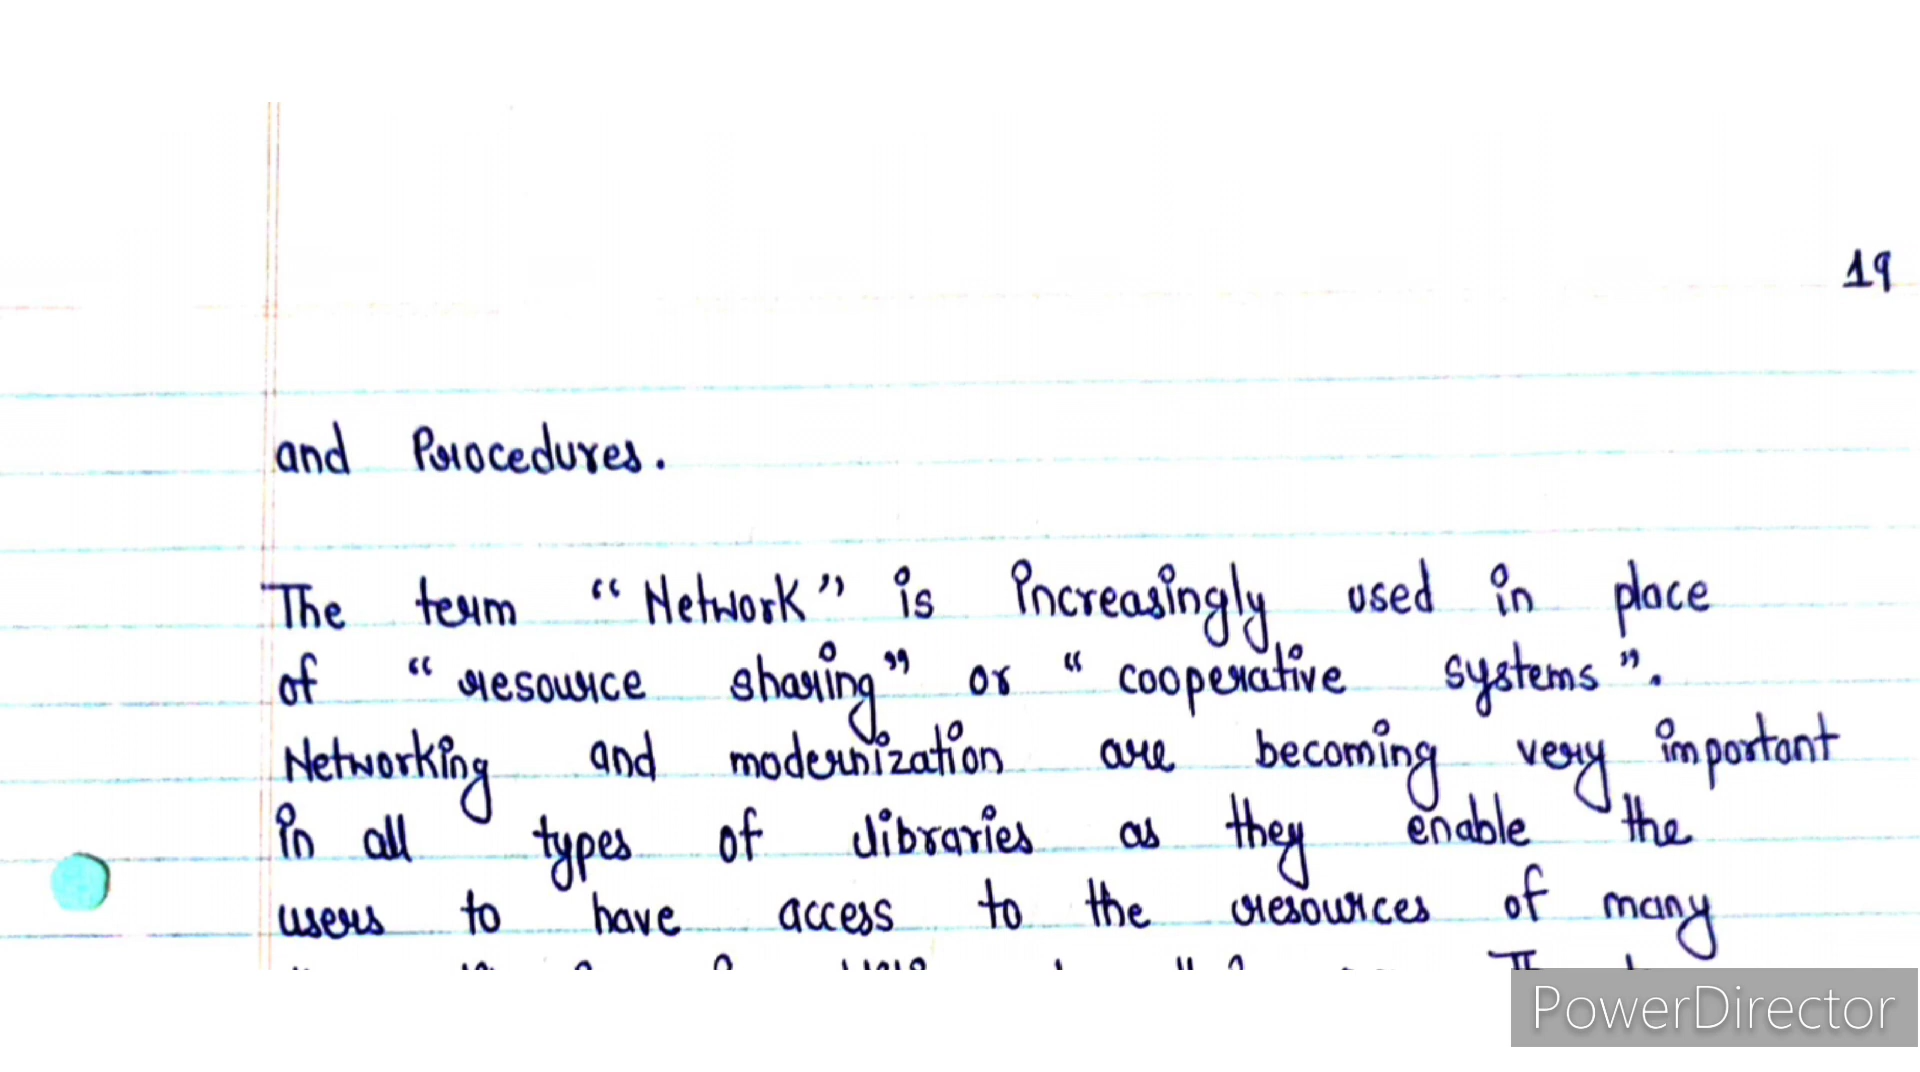 19
and Procedures.
The term "Network" is increasingly used in place
of "resource sharing" or "cooperative systems".
Networking and modernization are becoming very important
in all types of libraries as they enable the
users to have access to the resources of many
PowerDirector